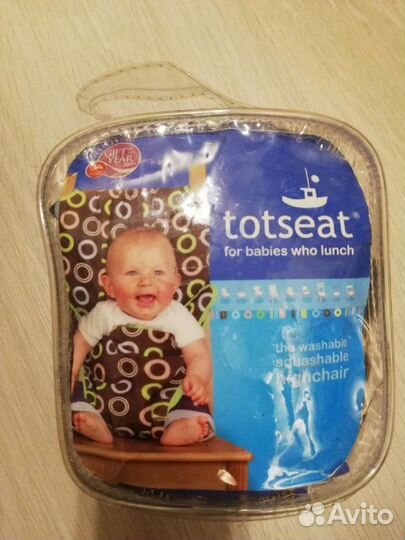 GIFT
OF THE
YEAR
totseat®
for babies who lunch
the washable
squashable
highchair
Avito